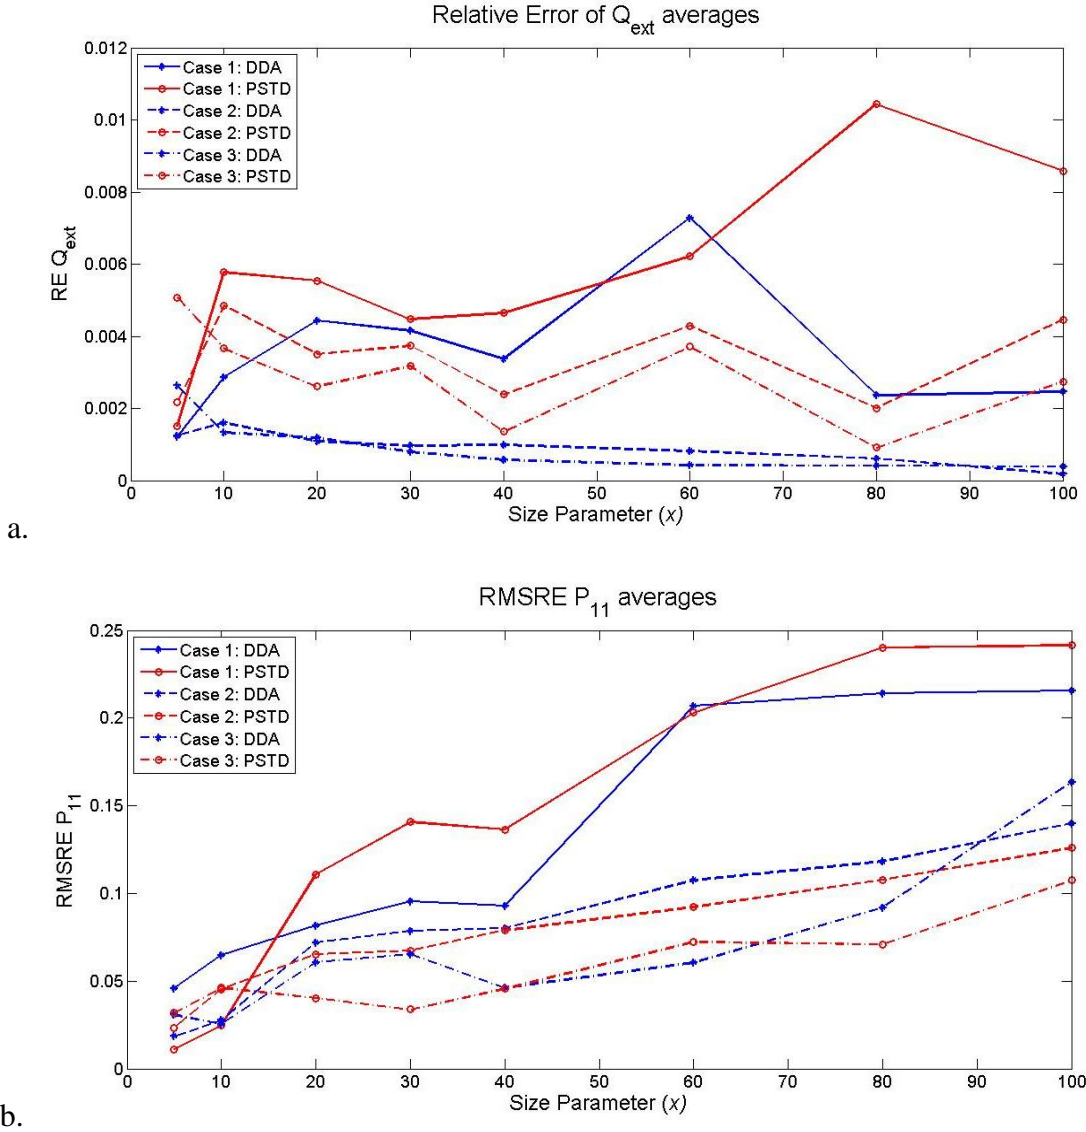 Relative Error of Q_ext averages
0.012
0.01
0.008
0.006
0.004
0.002
0
RE Q_ext
Case 1: DDA
Case 1: PSTD
Case 2: DDA
Case 2: PSTD
Case 3: DDA
Case 3: PSTD
0 10 20 30 40 50 60 70 80 90 100
Size Parameter (x)
a.
RMSRE P_11 averages
0.25
0.2
0.15
0.1
0.05
0
RMSRE P_11
Case 1: DDA
Case 1: PSTD
Case 2: DDA
Case 2: PSTD
Case 3: DDA
Case 3: PSTD
0 10 20 30 40 50 60 70 80 90 100
Size Parameter (x)
b.